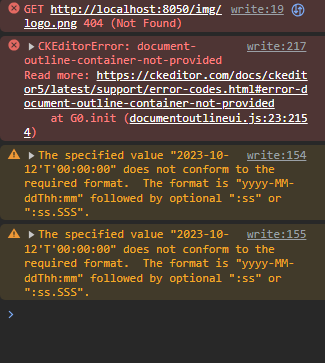 GET http://localhost:8050/img/ write:19
logo.png 404 (Not Found)
CKEditorError: document- write:217
outline-container-not-provided
Read more: https://ckeditor.com/docs/ckedit
or5/latest/support/error-codes.html#error-d
ocument-outline-container-not-provided
at G0.init (documentoutlineui.js:23:215
4)
The specified value "2023-10- write:154
12'T'00:00:00" does not conform to the
required format. The format is "yyyy-MM-
ddThh:mm" followed by optional ":ss" or
":ss.SSS".
The specified value "2023-10- write:155
12'T'00:00:00" does not conform to the
required format. The format is "yyyy-MM-
ddThh:mm" followed by optional ":ss" or
":ss.SSS".